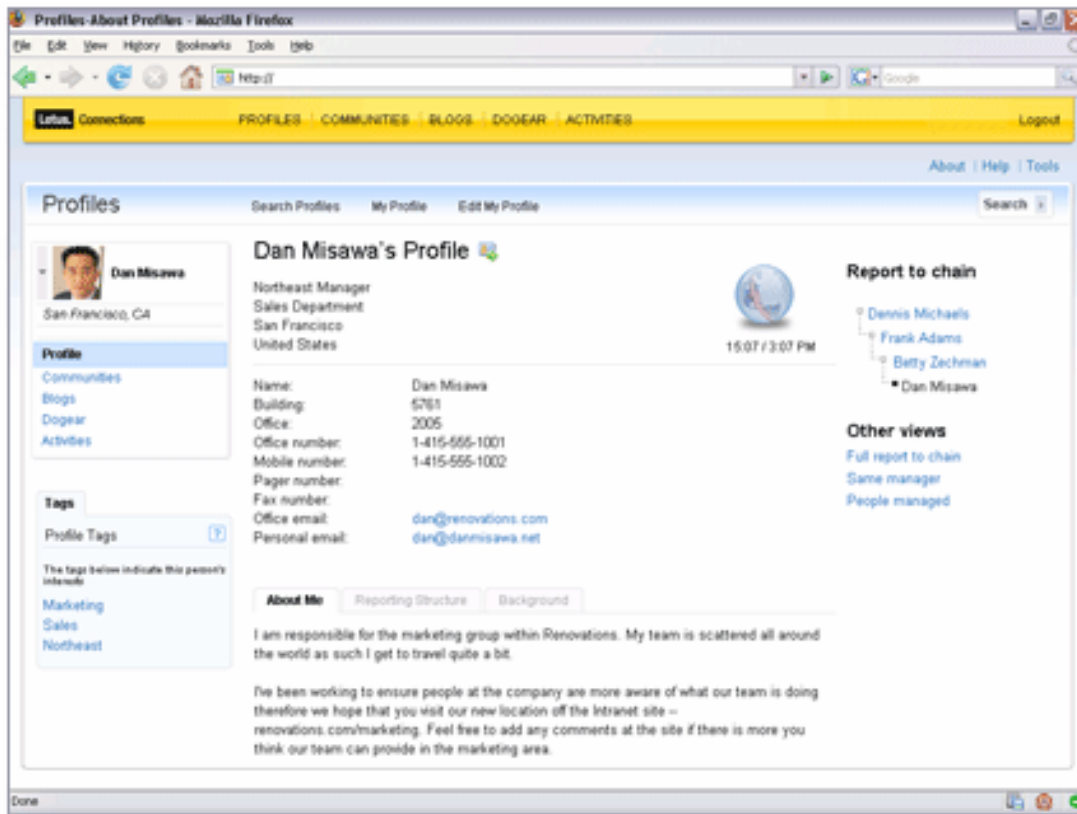 Profiles-About Profiles - Mozilla Firefox
File Edit View History Bookmarks Tools Help
http://
Google
Lotus. Connections
PROFILES | COMMUNITIES | BLOGS | DOGEAR | ACTIVITIES
Logout
About | Help | Tools
Profiles
Search Profiles My Profile Edit My Profile
Search
Dan Misawa
San Francisco, CA
Profile
Communities
Blogs
Dogear
Activities
Tags
Profile Tags ?
The tags below indicate this person's
interests
Marketing
Sales
Northeast
Dan Misawa's Profile
Northeast Manager
Sales Department
San Francisco
United States
15:07 / 3:07 PM
Name: Dan Misawa
Building: 5761
Office: 2005
Office number: 1-415-555-1001
Mobile number: 1-415-555-1002
Pager number:
Fax number:
Office email: dan@renovations.com
Personal email: dan@danmisawa.net
About Me Reporting Structure Background
I am responsible for the marketing group within Renovations. My team is scattered all around
the world as such I get to travel quite a bit.
I've been working to ensure people at the company are more aware of what our team is doing
therefore we hope that you visit our new location off the Intranet site –
renovations.com/marketing. Feel free to add any comments at the site if there is more you
think our team can provide in the marketing area.
Report to chain
Dennis Michaels
Frank Adams
Betty Zechman
Dan Misawa
Other views
Full report to chain
Same manager
People managed
Done